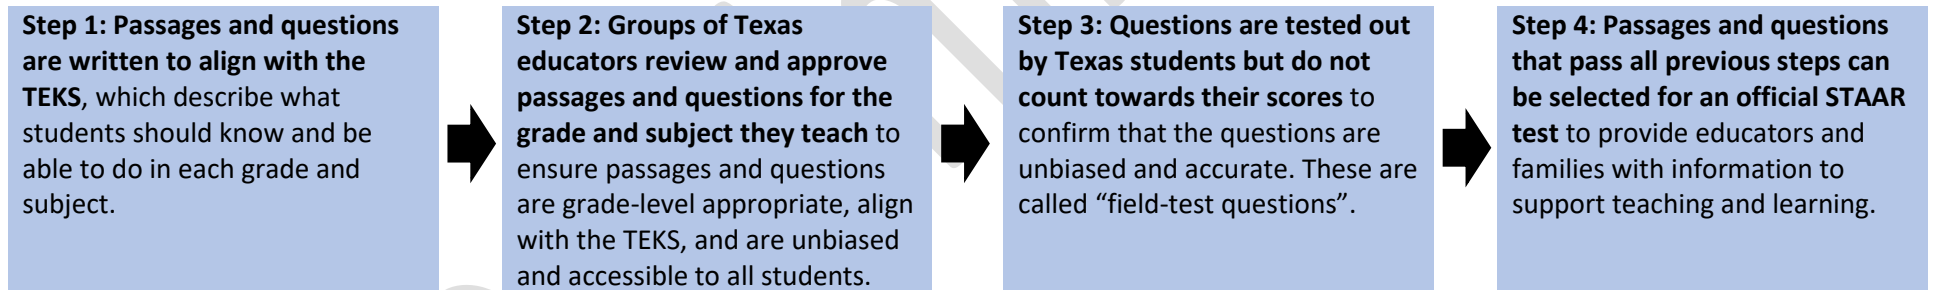 Step 1: Passages and questions
are written to align with the
TEKS, which describe what
students should know and be
able to do in each grade and
subject.
Step 2: Groups of Texas
educators review and approve
passages and questions for the
grade and subject they teach to
ensure passages and questions
are grade-level appropriate, align
with the TEKS, and are unbiased
and accessible to all students.
Step 3: Questions are tested out
by Texas students but do not
count towards their scores to
confirm that the questions are
unbiased and accurate. These are
called “field-test questions”.
Step 4: Passages and questions
that pass all previous steps can
be selected for an official STAAR
test to provide educators and
families with information to
support teaching and learning.